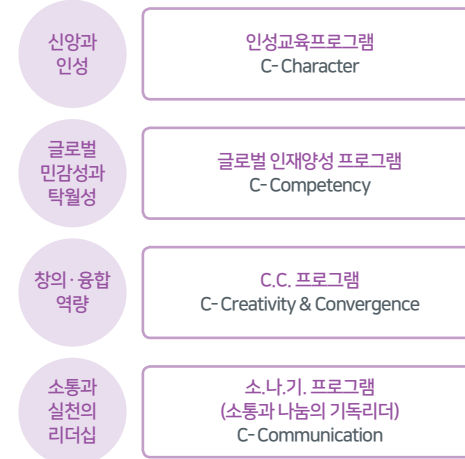 신앙과
인성
인성교육프로그램
C-Character
글로벌
민감성과
탁월성
글로벌 인재양성 프로그램
C-Competency
창의·융합
역량
C.C. 프로그램
C-Creativity & Convergence
소통과
실천의
리더십
소.나.기. 프로그램
(소통과 나눔의 기독리더)
C-Communication